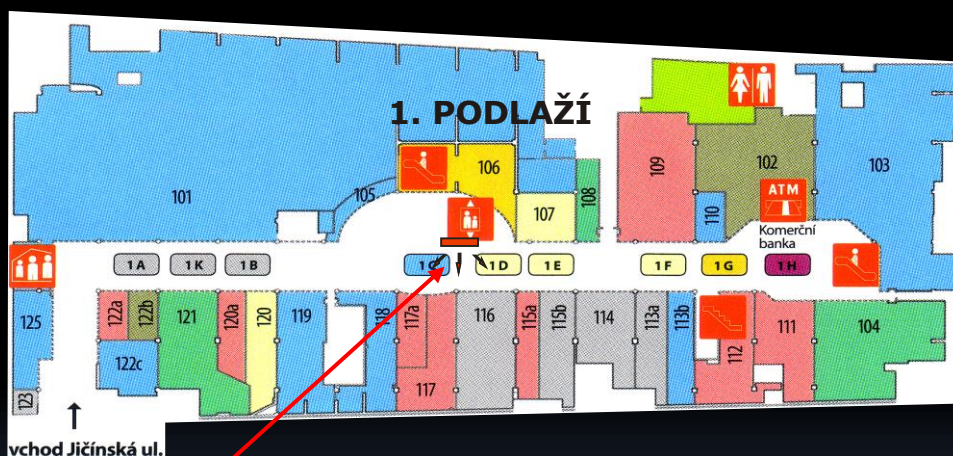 1. PODLAŽÍ
101
105
106
107
108
109
110
102
103
ATM
Komerční
banka
1A
1K
1B
1C
1D
1E
1F
1G
1H
125
123
122a
122b
122c
121
120a
120
119
118
117a
117
116
115a
115b
114
113a
113b
112
111
104
vchod Jičínská ul.